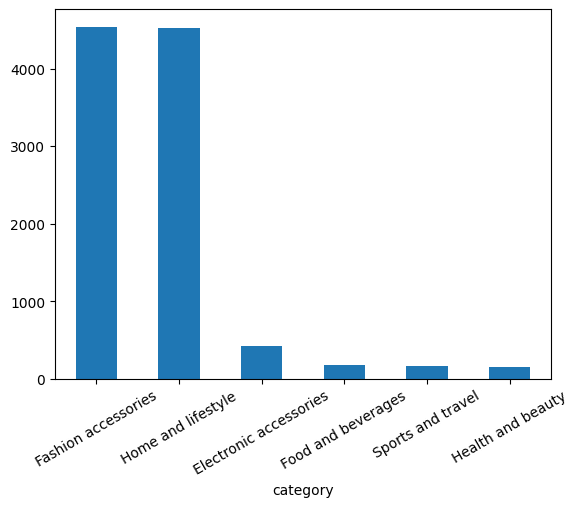 4000
3000
2000
1000
0
Fashion accessories
Home and lifestyle
Electronic accessories
Food and beverages
Sports and travel
Health and beauty
category